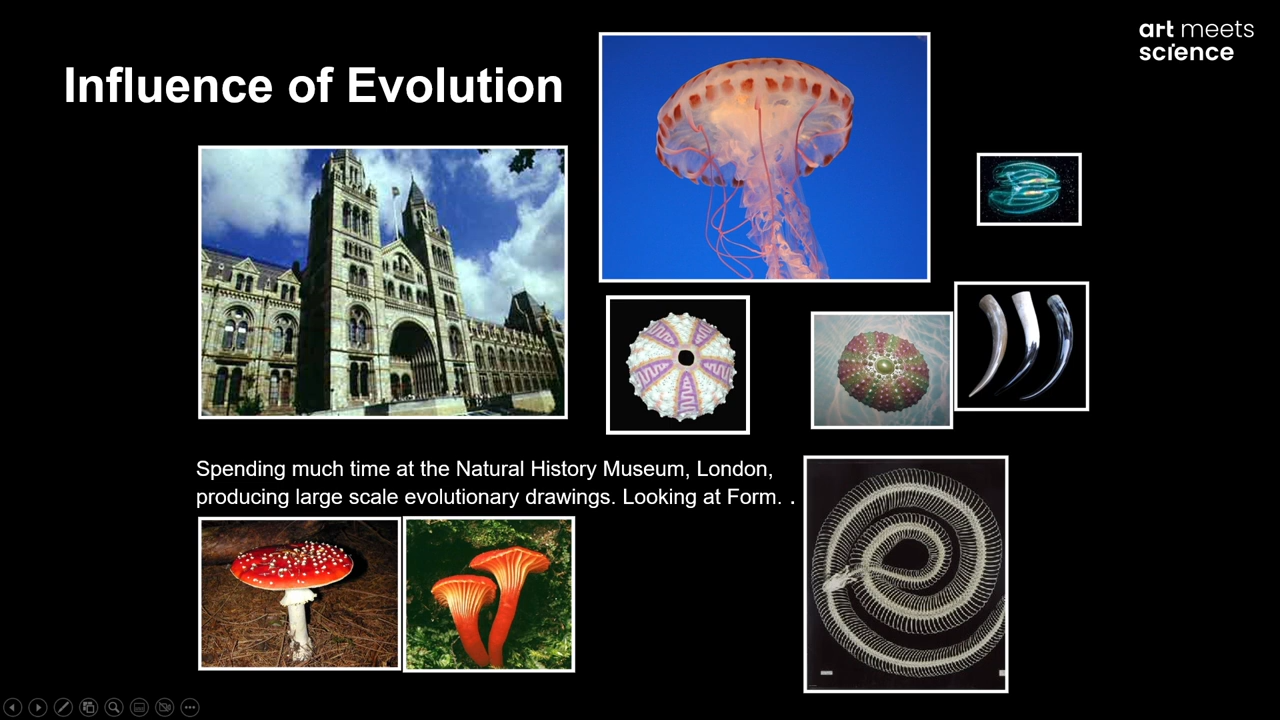 art meets
science
Influence of Evolution
Spending much time at the Natural History Museum, London,
producing large scale evolutionary drawings. Looking at Form. .